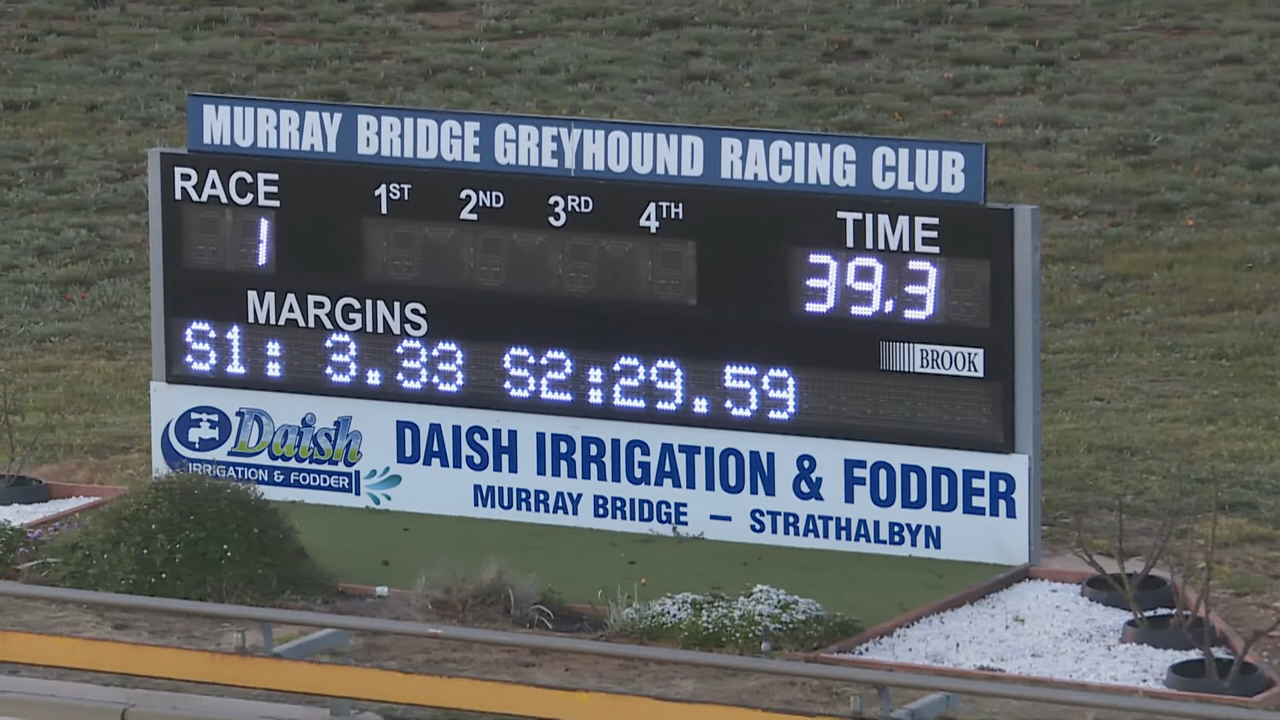 MURRAY BRIDGE GREYHOUND RACING CLUB
RACE 1ST 2ND 3RD 4TH TIME
1 39.3
MARGINS
S1: 3.33 S2:29.59
BROOK
Daish
IRRIGATION & FODDER
DAISH IRRIGATION & FODDER
MURRAY BRIDGE – STRATHALBYN